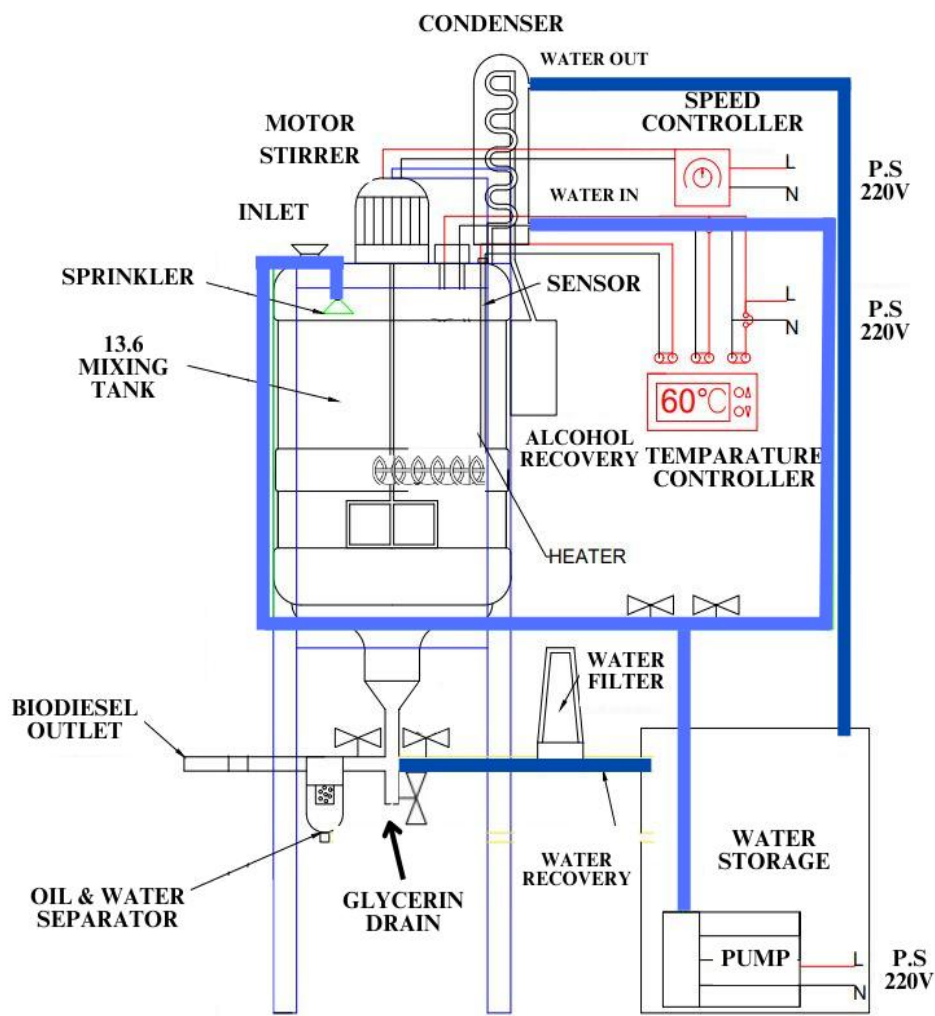 CONDENSER
WATER OUT
SPEED
CONTROLLER
MOTOR
STIRRER
L
N
P.S
220V
INLET
WATER IN
SPRINKLER
SENSOR
L
N
P.S
220V
13.6
MIXING
TANK
60°C
ALCOHOL
RECOVERY
TEMPARATURE
CONTROLLER
HEATER
WATER
FILTER
BIODIESEL
OUTLET
WATER
STORAGE
WATER
RECOVERY
OIL & WATER
SEPARATOR
GLYCERIN
DRAIN
PUMP
L
N
P.S
220V